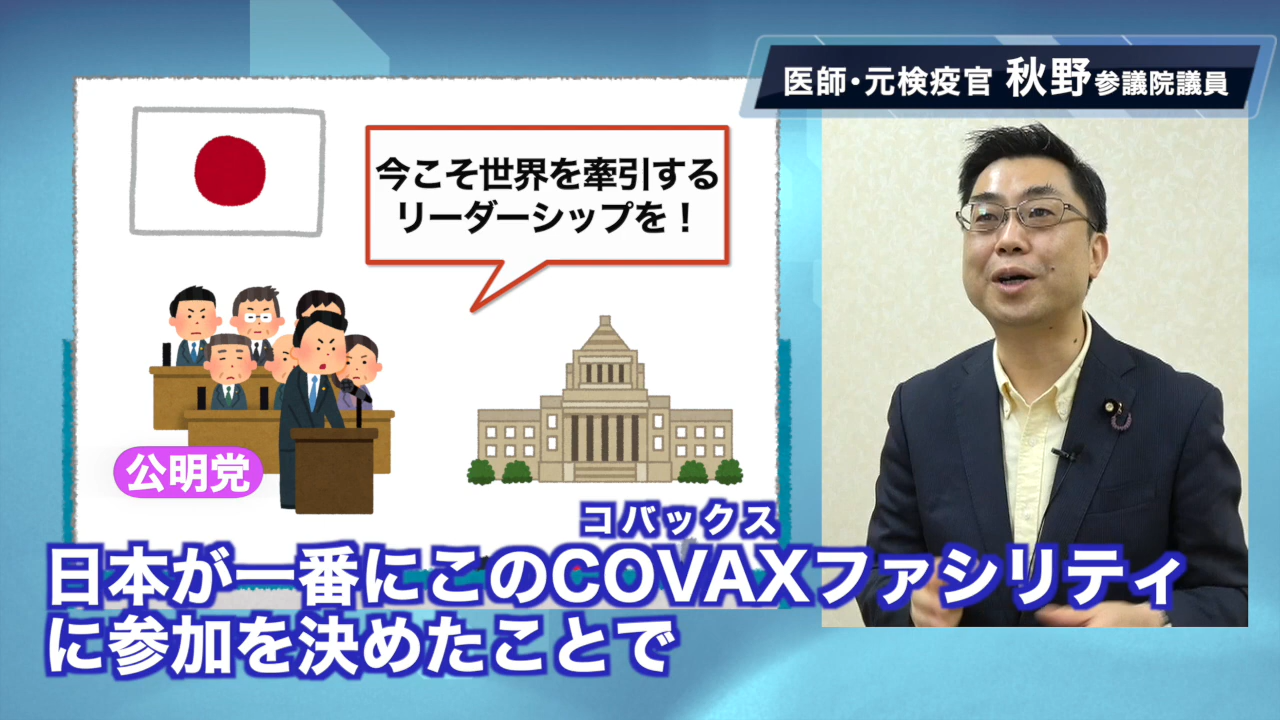 医師・元検疫官 秋野参議院議員
今こそ世界を牽引する
リーダーシップを！
公明党
コバックス
日本が一番にこのCOVAXファシリティ
に参加を決めたことで